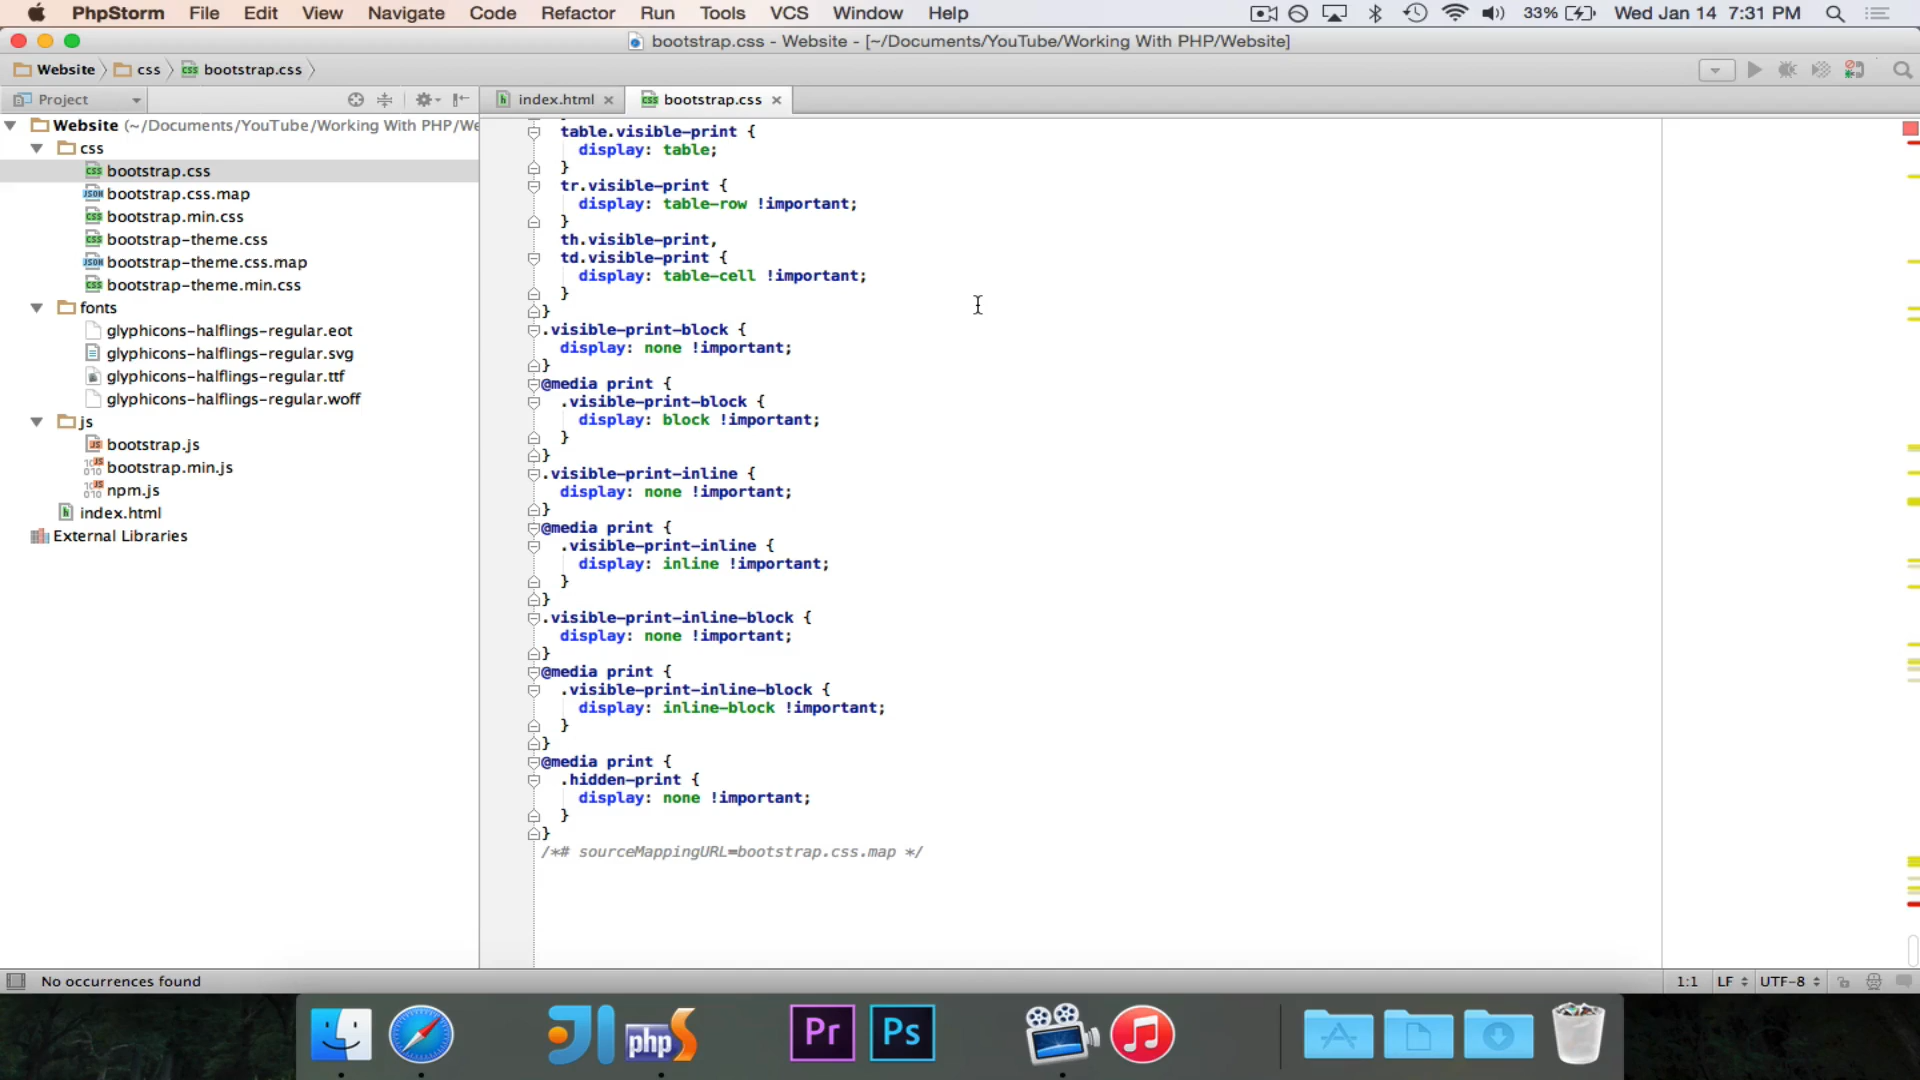 PhpStorm File Edit View Navigate Code Refactor Run Tools VCS Window Help 33% Wed Jan 14 7:31 PM
bootstrap.css - Website - [~/Documents/YouTube/Working With PHP/Website]
Website css bootstrap.css
Project
index.html bootstrap.css
Website (~/Documents/YouTube/Working With PHP/We
css
bootstrap.css
bootstrap.css.map
bootstrap.min.css
bootstrap-theme.css
bootstrap-theme.css.map
bootstrap-theme.min.css
fonts
glyphicons-halflings-regular.eot
glyphicons-halflings-regular.svg
glyphicons-halflings-regular.ttf
glyphicons-halflings-regular.woff
js
bootstrap.js
bootstrap.min.js
npm.js
index.html
External Libraries
table.visible-print {
display: table;
}
tr.visible-print {
display: table-row !important;
}
th.visible-print,
td.visible-print {
display: table-cell !important;
}
}
.visible-print-block {
display: none !important;
}
@media print {
.visible-print-block {
display: block !important;
}
}
.visible-print-inline {
display: none !important;
}
@media print {
.visible-print-inline {
display: inline !important;
}
}
.visible-print-inline-block {
display: none !important;
}
@media print {
.visible-print-inline-block {
display: inline-block !important;
}
}
@media print {
.hidden-print {
display: none !important;
}
}
/*# sourceMappingURL=bootstrap.css.map */
No occurrences found 1:1 LF UTF-8
JI php Pr Ps